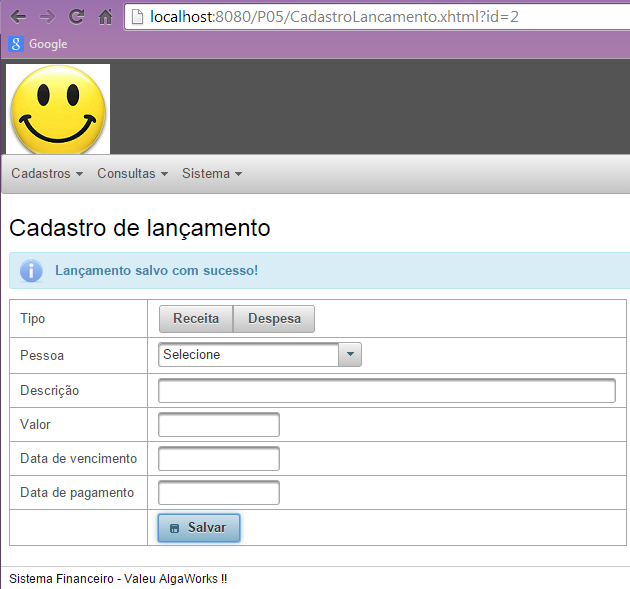 localhost:8080/P05/CadastroLancamento.xhtml?id=2
8 Google
Cadastros Consultas Sistema
Cadastro de lançamento
i Lançamento salvo com sucesso!
Tipo Receita Despesa
Pessoa Selecione
Descrição
Valor
Data de vencimento
Data de pagamento
Salvar
Sistema Financeiro - Valeu AlgaWorks !!